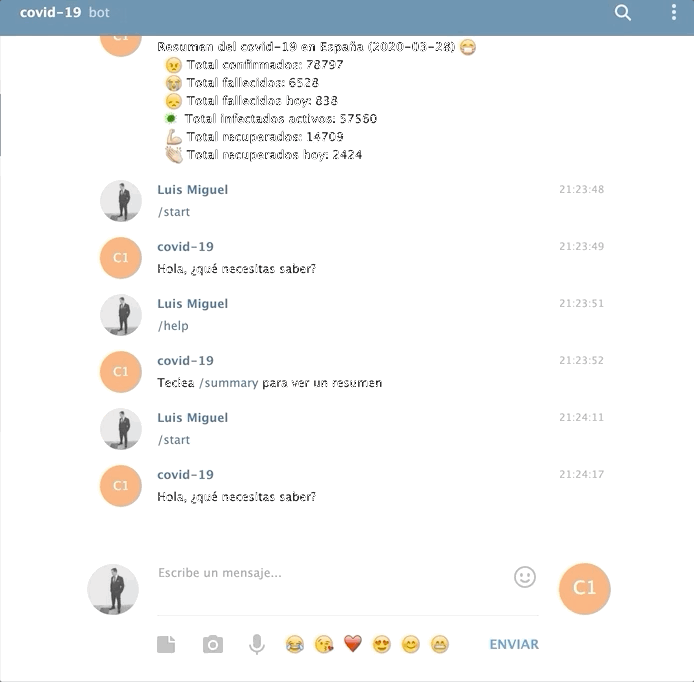 covid-19 bot
C1
Resumen del covid-19 en España (2020-03-28)
Total confirmados: 78797
Total fallecidos: 6528
Total fallecidos hoy: 838
Total infectados activos: 57560
Total recuperados: 14709
Total recuperados hoy: 2424
Luis Miguel 21:23:48
/start
C1
covid-19 21:23:49
Hola, ¿qué necesitas saber?
Luis Miguel 21:23:51
/help
C1
covid-19 21:23:52
Teclea /summary para ver un resumen
Luis Miguel 21:24:11
/start
C1
covid-19 21:24:17
Hola, ¿qué necesitas saber?
Escribe un mensaje...
C1
ENVIAR